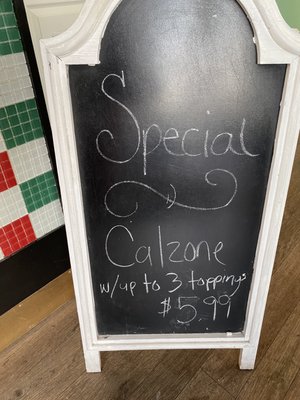 Special
Calzone
w/up to 3 toppings
$5.99